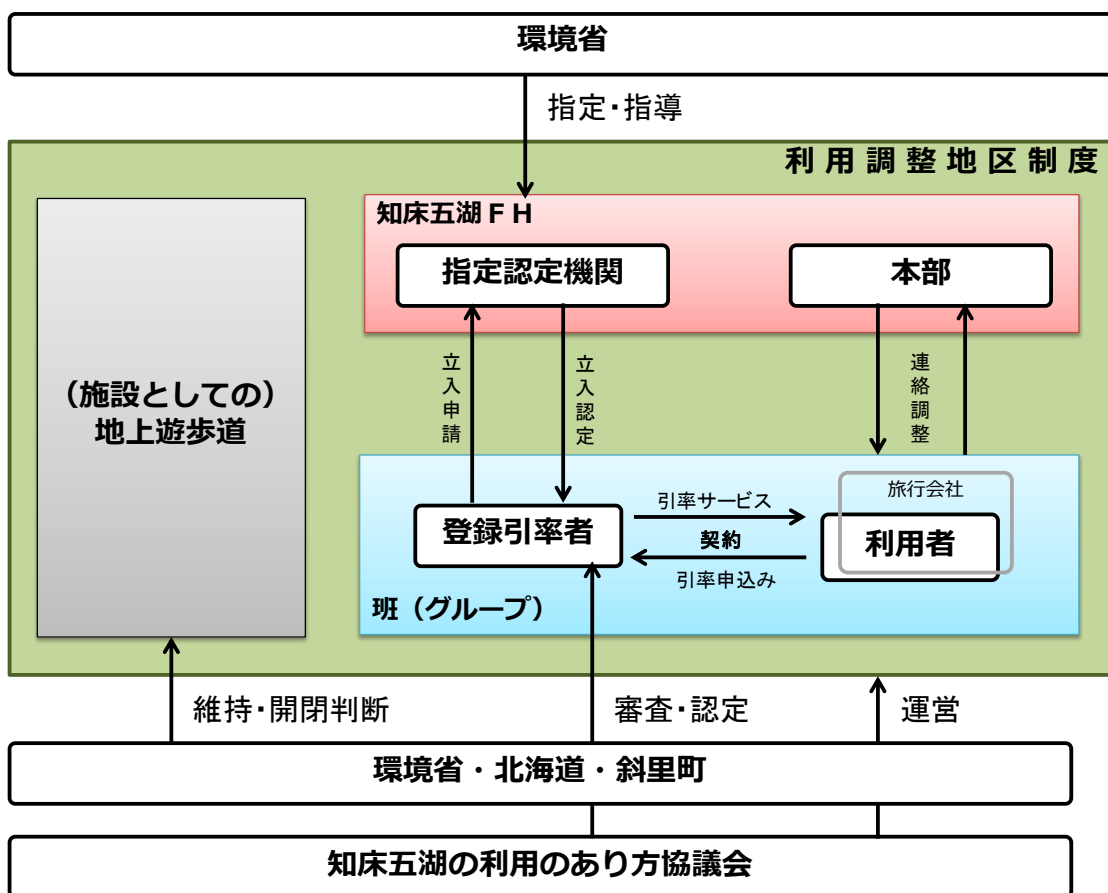 環境省
指定・指導
利用調整地区制度
知床五湖ＦＨ
指定認定機関
本部
（施設としての）
地上遊歩道
立入申請
立入認定
連絡調整
旅行会社
登録引率者
引率サービス
契約
引率申込み
利用者
班（グループ）
維持・開閉判断
審査・認定
運営
環境省・北海道・斜里町
知床五湖の利用のあり方協議会